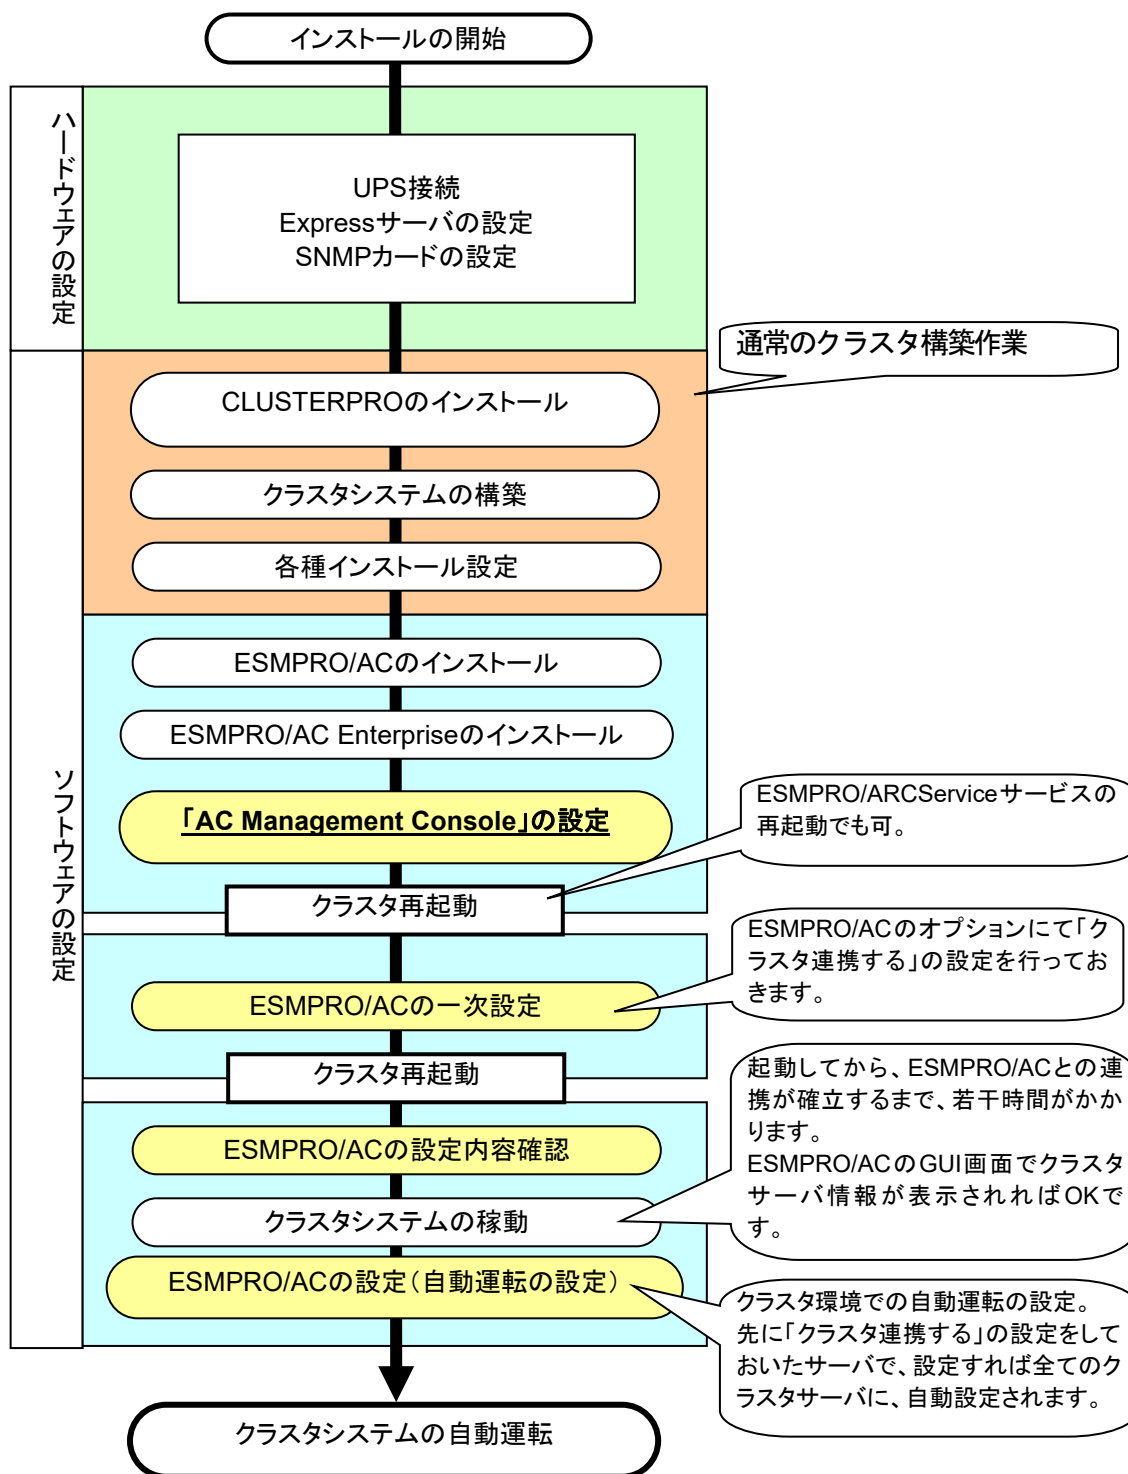 インストールの開始
ハードウェアの設定
UPS接続
Expressサーバの設定
SNMPカードの設定
通常のクラスタ構築作業
CLUSTERPROのインストール
クラスタシステムの構築
各種インストール設定
ソフトウェアの設定
ESMPRO/ACのインストール
ESMPRO/AC Enterpriseのインストール
「AC Management Console」の設定
ESMPRO/ARCServiceサービスの
再起動でも可。
クラスタ再起動
ESMPRO/ACのオプションにて「ク
ラスタ連携する」の設定を行ってお
きます。
ESMPRO/ACの一次設定
クラスタ再起動
起動してから、ESMPRO/ACとの連
携が確立するまで、若干時間がかか
ります。
ESMPRO/ACのGUI画面でクラスタ
サーバ情報が表示されればOKで
す。
ESMPRO/ACの設定内容確認
クラスタシステムの稼動
ESMPRO/ACの設定(自動運転の設定)
クラスタ環境での自動運転の設定。
先に「クラスタ連携する」の設定をして
おいたサーバで、設定すれば全てのク
ラスタサーバに、自動設定されます。
クラスタシステムの自動運転